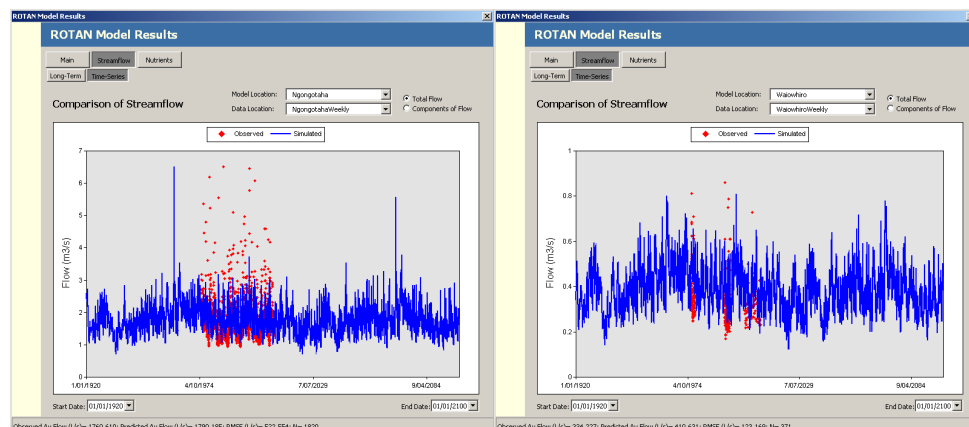 ROTAN Model Results
ROTAN Model Results
Main Streamflow Nutrients
Long-Term Time-Series
Comparison of Streamflow
Model Location: Ngongotaha
Data Location: NgongotahaWeekly
Total Flow
Components of Flow
Observed Simulated
7
6
5
4
3
2
1
0
Flow (m3/s)
1/01/1920 4/10/1974 7/07/2029 9/04/2084
Start Date: 01/01/1920 End Date: 01/01/2100
ROTAN Model Results
ROTAN Model Results
Main Streamflow Nutrients
Long-Term Time-Series
Comparison of Streamflow
Model Location: Waiowhiro
Data Location: WaiowhiroWeekly
Total Flow
Components of Flow
Observed Simulated
1
0.8
0.6
0.4
0.2
0
Flow (m3/s)
1/01/1920 4/10/1974 7/07/2029 9/04/2084
Start Date: 01/01/1920 End Date: 01/01/2100